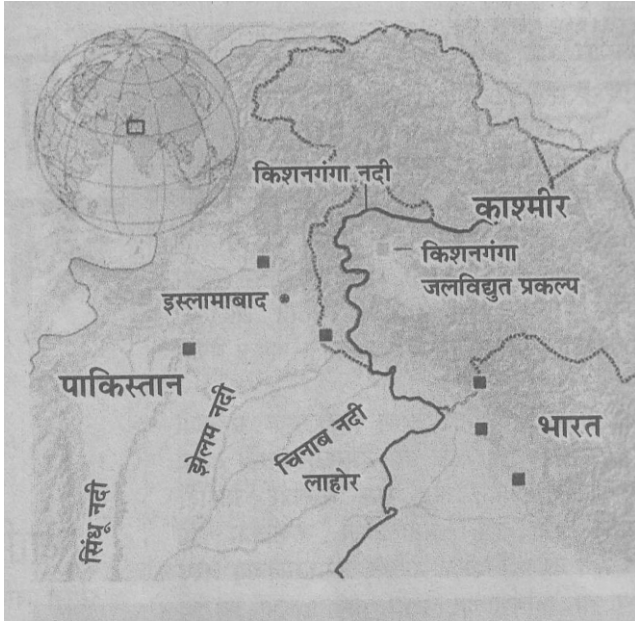 किशनगंगा नदी
काश्मीर
किशनगंगा
जलविद्युत प्रकल्प
इस्लामाबाद
पाकिस्तान
झेलम नदी
चिनाब नदी
लाहोर
भारत
सिंधू नदी